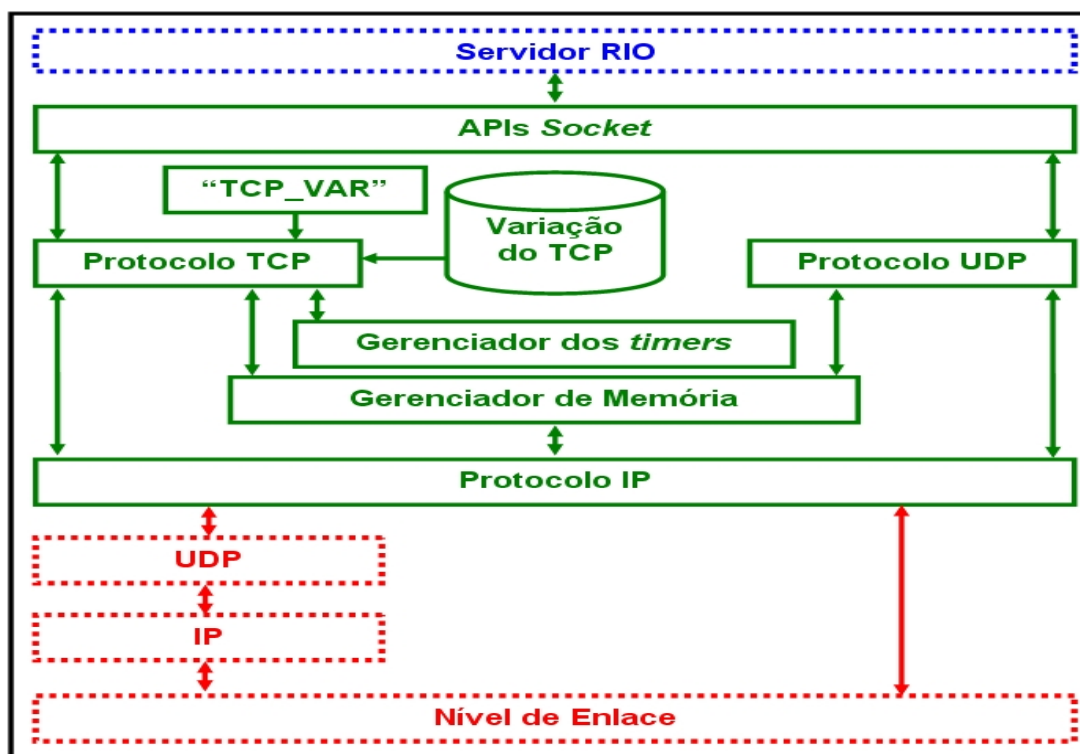 Servidor RIO
APIs Socket
“TCP_VAR”
Variação
do TCP
Protocolo TCP
Protocolo UDP
Gerenciador dos timers
Gerenciador de Memória
Protocolo IP
UDP
IP
Nível de Enlace